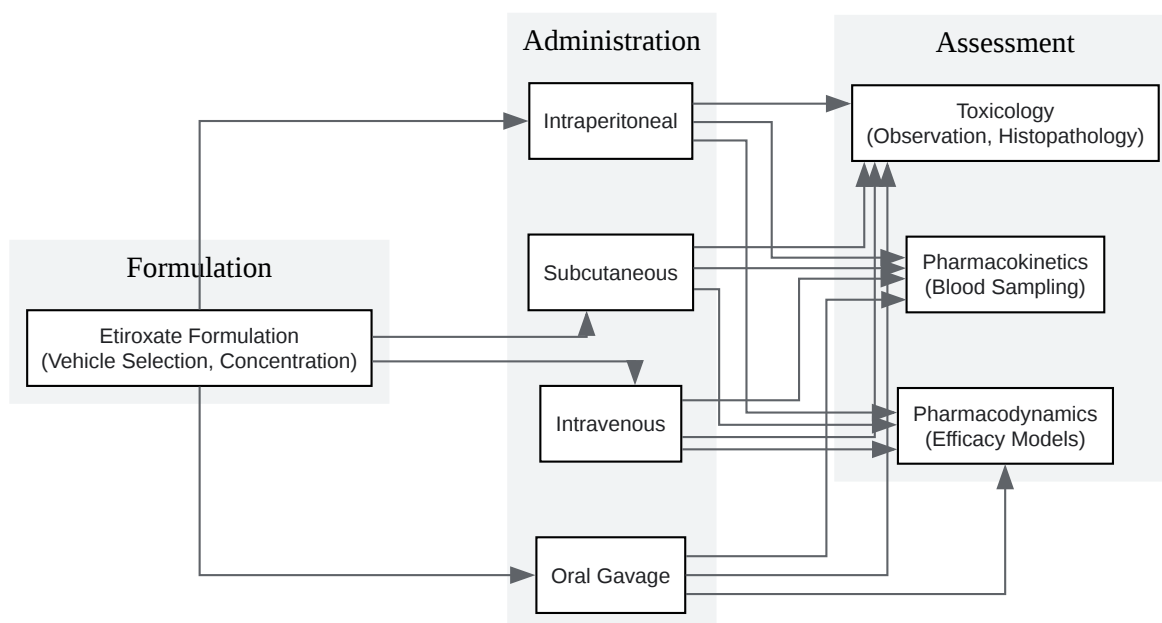 Formulation
Etiroxate Formulation
(Vehicle Selection, Concentration)
Administration
Intraperitoneal
Subcutaneous
Intravenous
Oral Gavage
Assessment
Toxicology
(Observation, Histopathology)
Pharmacokinetics
(Blood Sampling)
Pharmacodynamics
(Efficacy Models)